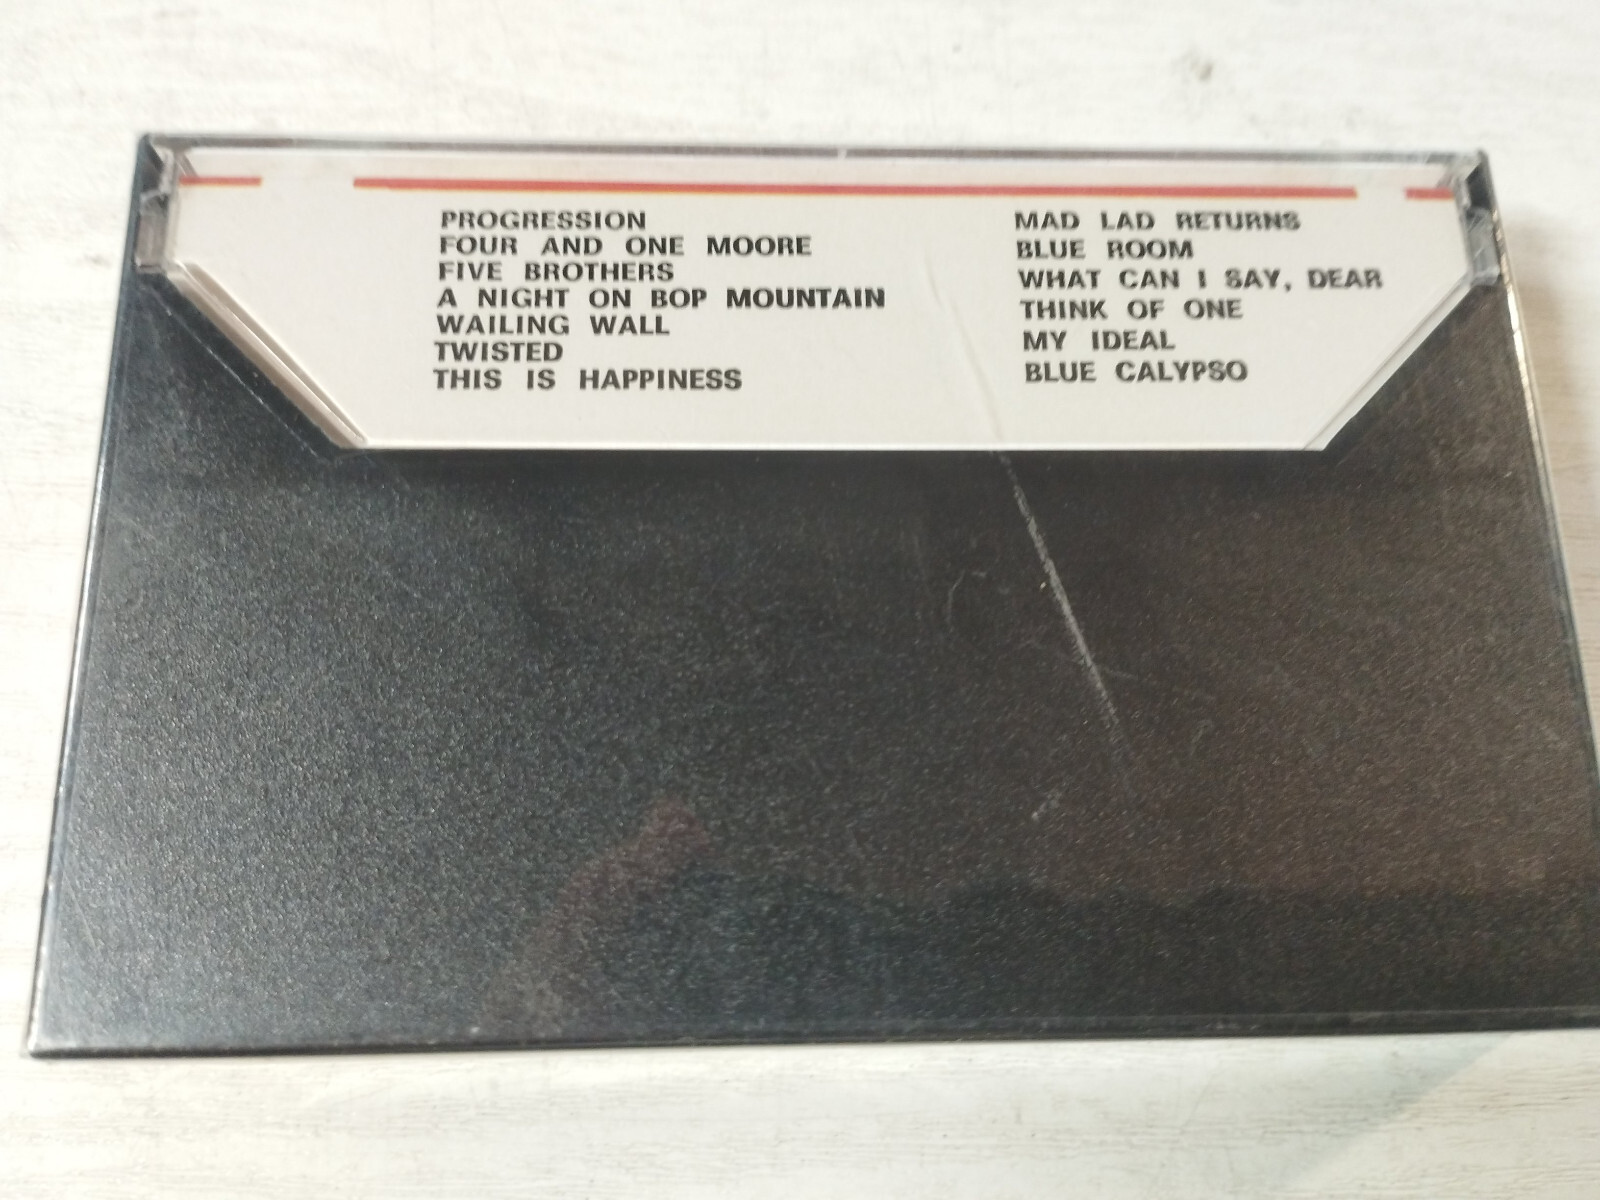 PROGRESSION
FOUR AND ONE MOORE
FIVE BROTHERS
A NIGHT ON BOP MOUNTAIN
WAILING WALL
TWISTED
THIS IS HAPPINESS
MAD LAD RETURNS
BLUE ROOM
WHAT CAN I SAY, DEAR
THINK OF ONE
MY IDEAL
BLUE CALYPSO